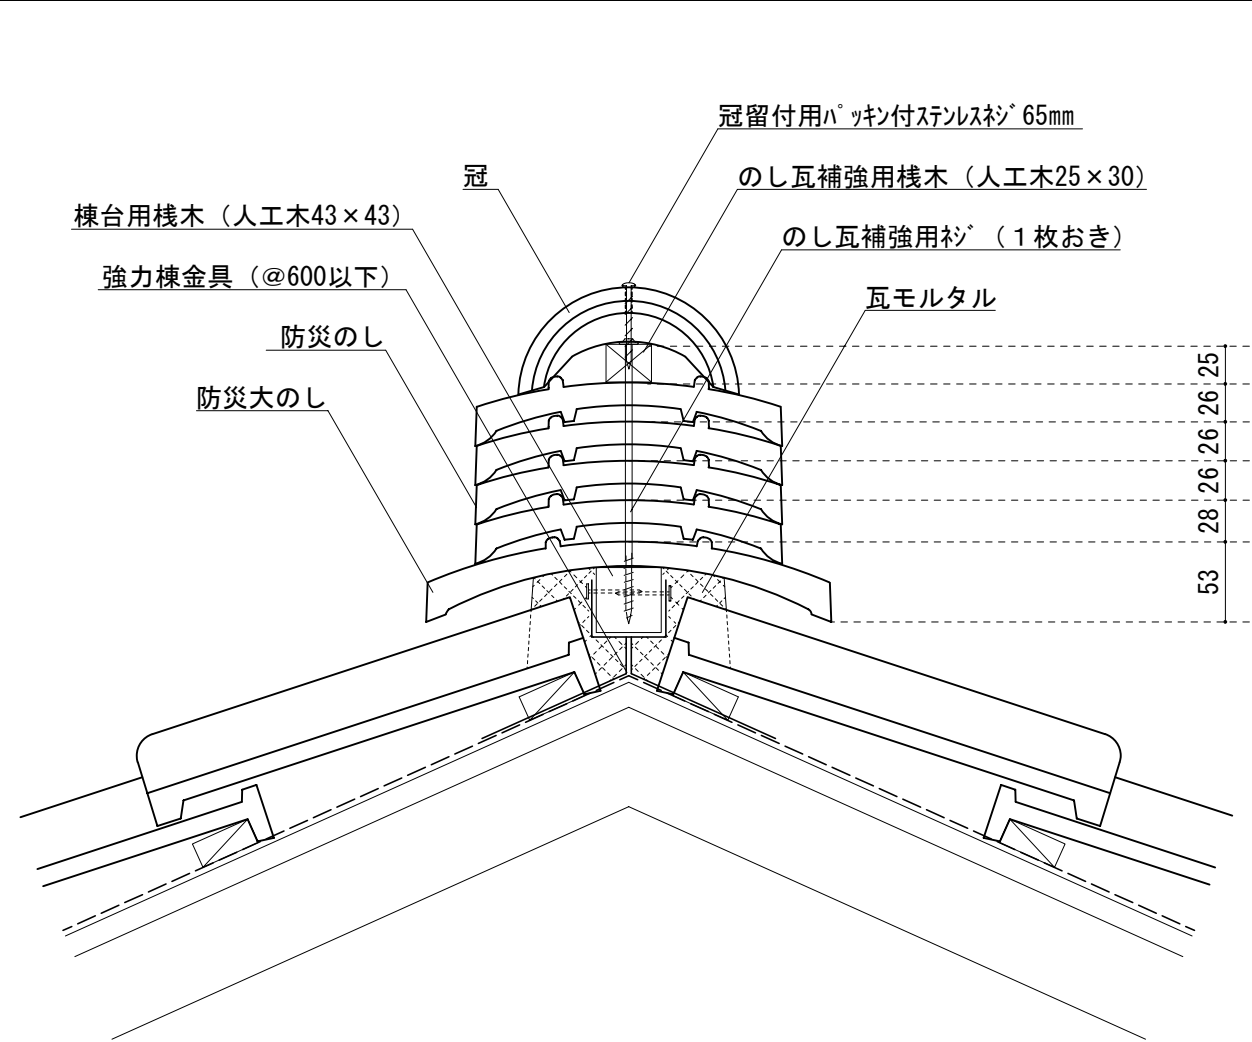 冠留付用ﾊﾟｯｷﾝ付ｽﾃﾝﾚｽﾈｼﾞ65mm
冠
のし瓦補強用桟木（人工木25×30）
棟台用桟木（人工木43×43）
のし瓦補強用ﾈｼﾞ（１枚おき）
強力棟金具（@600以下）
瓦モルタル
防災のし
防災大のし
25
26
26
26
28
53